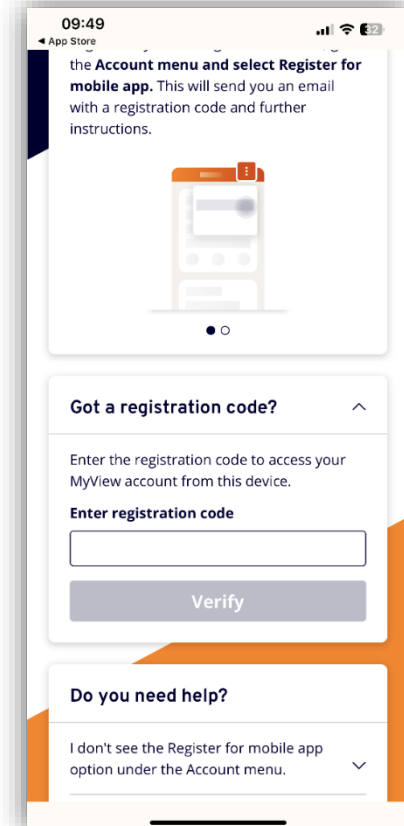 09:49
32
◀ App Store
the Account menu and select Register for
mobile app. This will send you an email
with a registration code and further
instructions.
Got a registration code?
Enter the registration code to access your
MyView account from this device.
Enter registration code
Verify
Do you need help?
I don't see the Register for mobile app
option under the Account menu.